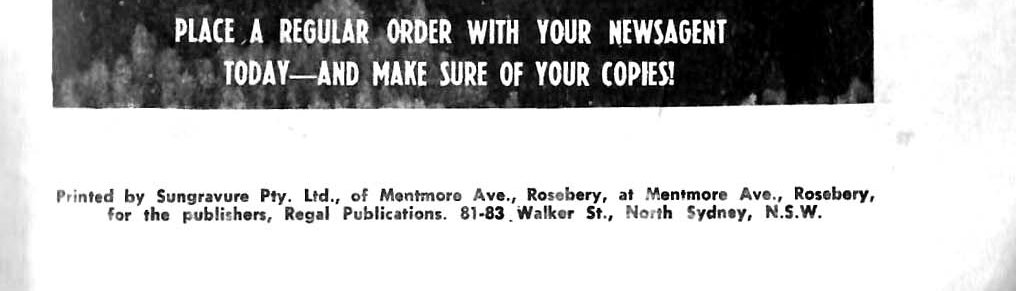 PLACE A REGULAR ORDER WITH YOUR NEWSAGENT
TODAY—AND MAKE SURE OF YOUR COPIES!
Printed by Sungravure Pty. Ltd., of Mentmore Ave., Rosebery, at Mentmore Ave., Rosebery,
for the publishers, Regal Publications. 81-83 Walker St., North Sydney, N.S.W.